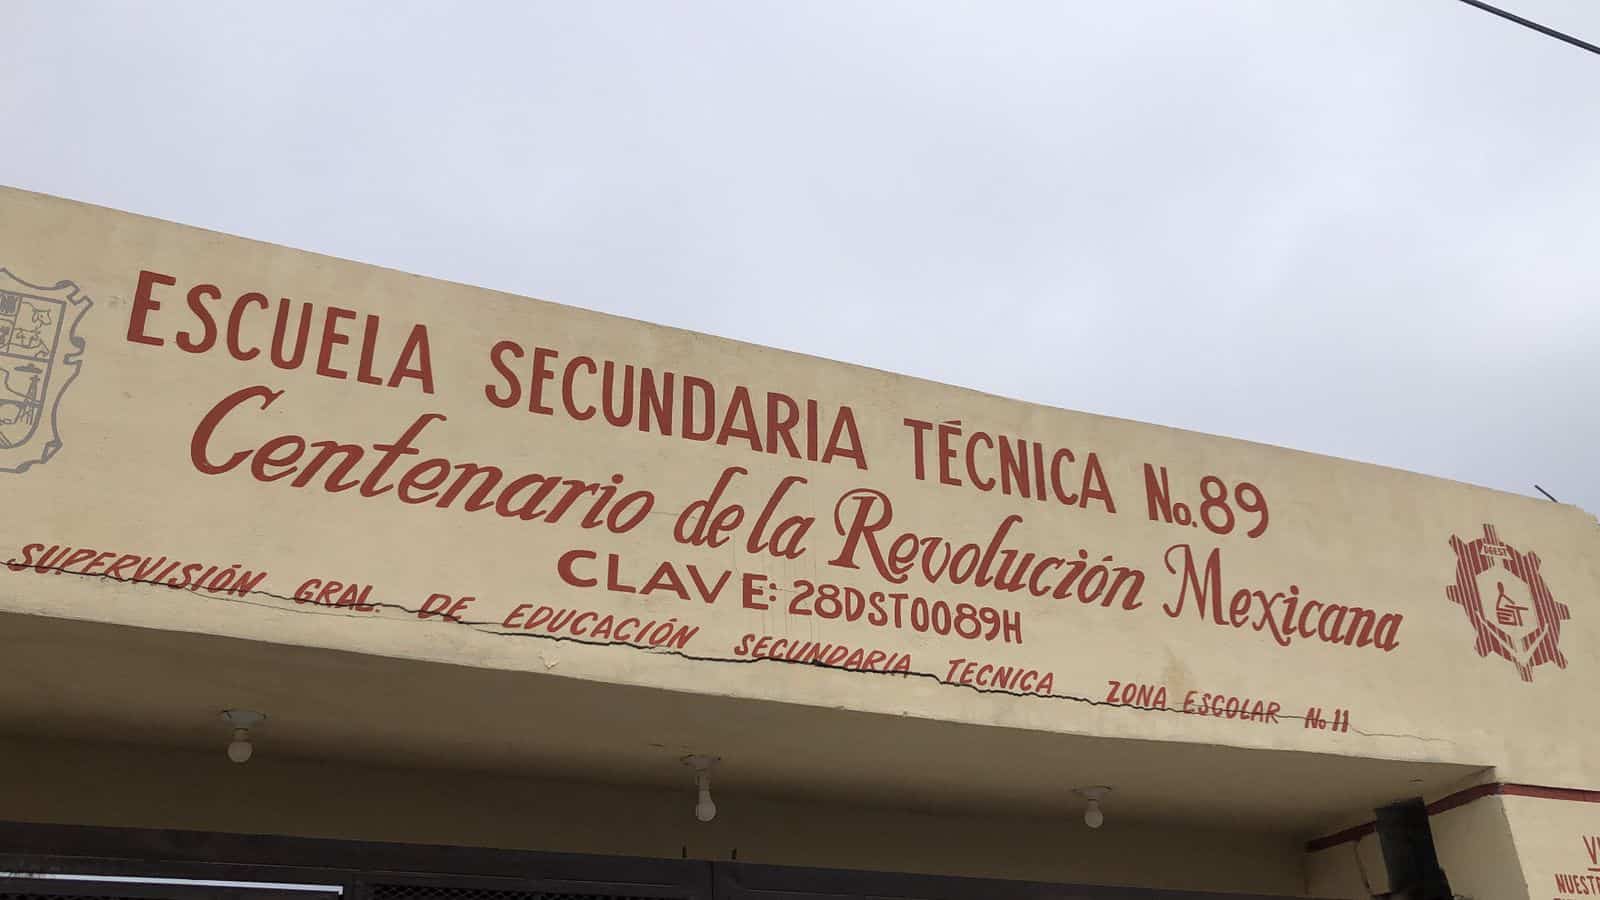 ESCUELA SECUNDARIA TÉCNICA No.89
Centenario de la Revolución Mexicana
CLAVE: 28DST0089H
SUPERVISIÓN GRAL. DE EDUCACIÓN SECUNDARIA TECNICA ZONA ESCOLAR No 11
DGEST